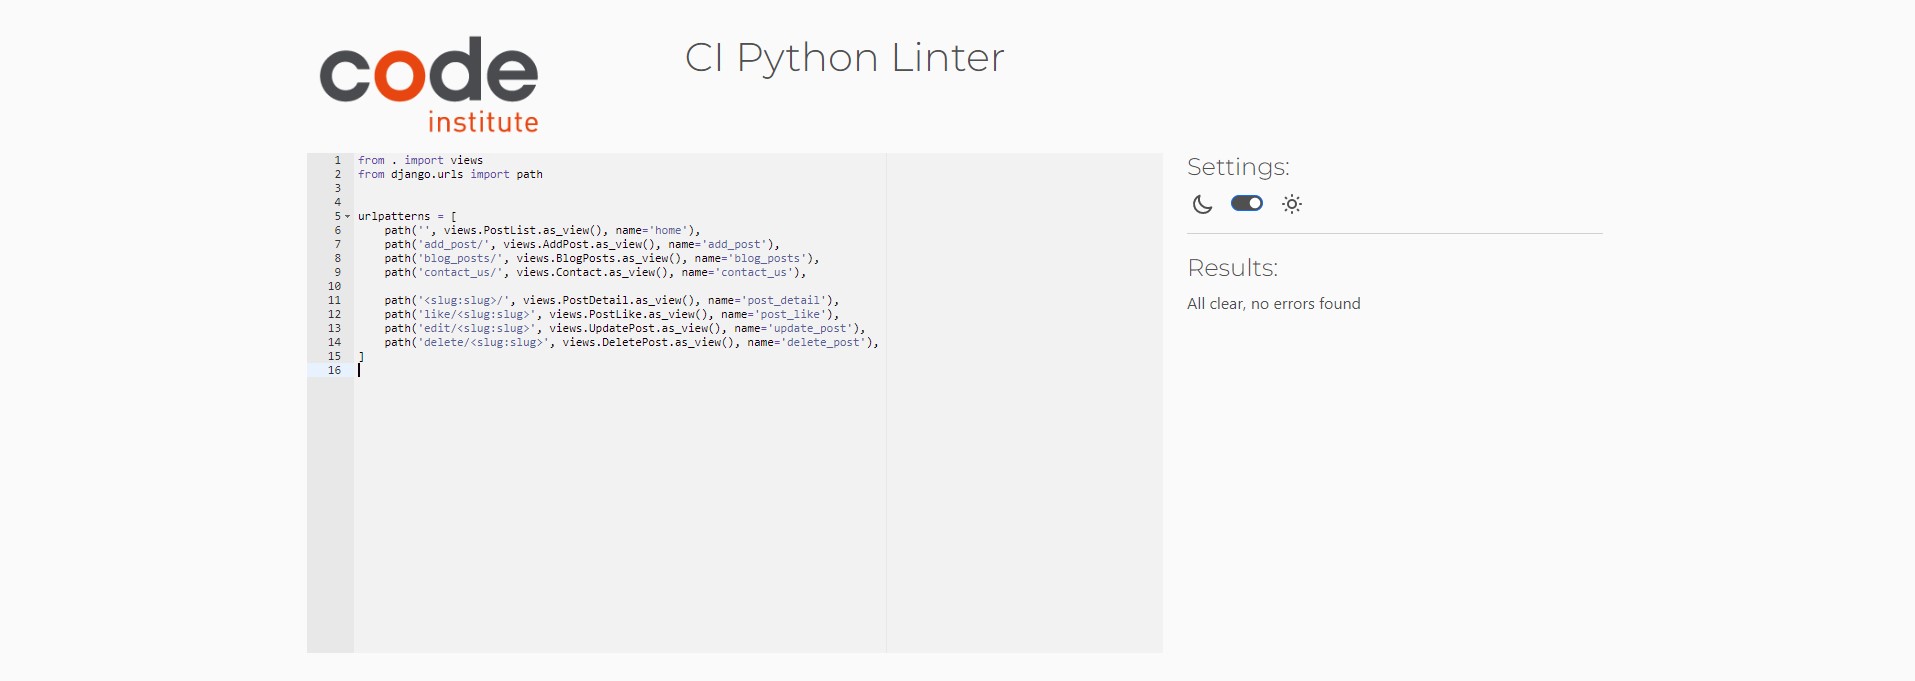 code
institute
CI Python Linter
1 from . import views
2 from django.urls import path
3
4
5 urlpatterns = [
6     path('', views.PostList.as_view(), name='home'),
7     path('add_post/', views.AddPost.as_view(), name='add_post'),
8     path('blog_posts/', views.BlogPosts.as_view(), name='blog_posts'),
9     path('contact_us/', views.Contact.as_view(), name='contact_us'),
10
11     path('<slug:slug>/', views.PostDetail.as_view(), name='post_detail'),
12     path('like/<slug:slug>', views.PostLike.as_view(), name='post_like'),
13     path('edit/<slug:slug>', views.UpdatePost.as_view(), name='update_post'),
14     path('delete/<slug:slug>', views.DeletePost.as_view(), name='delete_post'),
15 ]
16
Settings:
Results:
All clear, no errors found